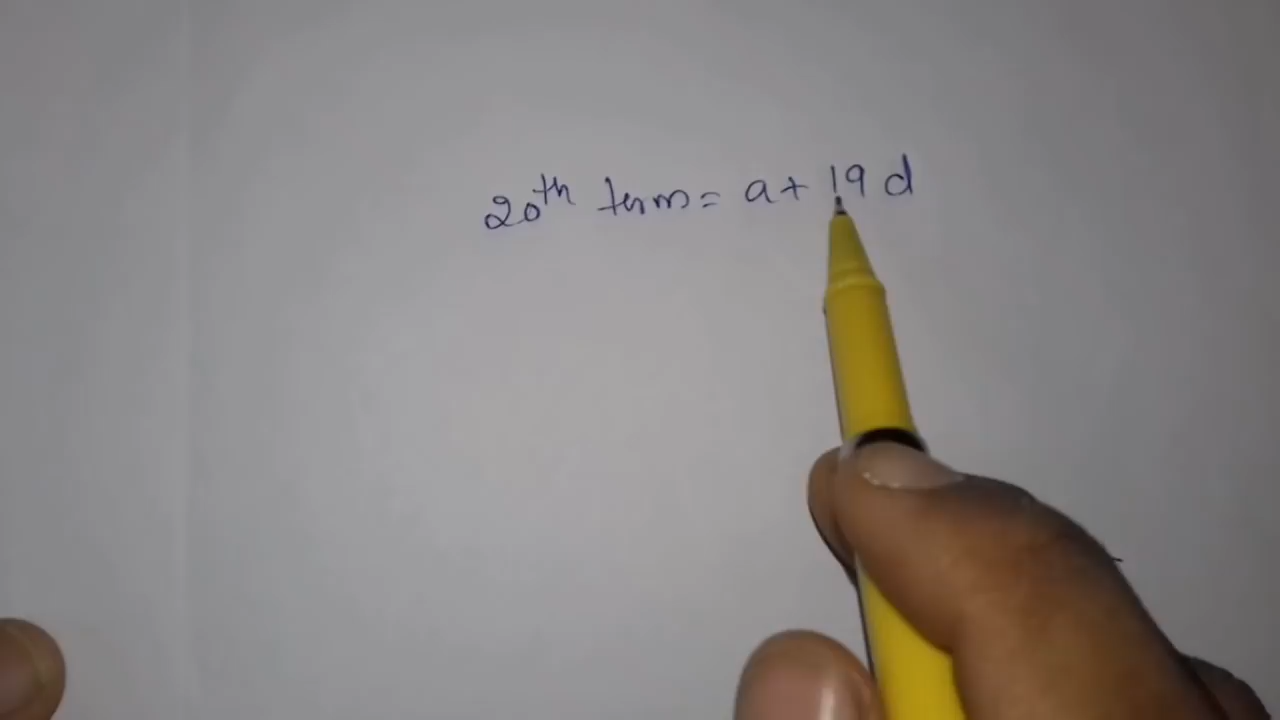 20th term = a + 19 d